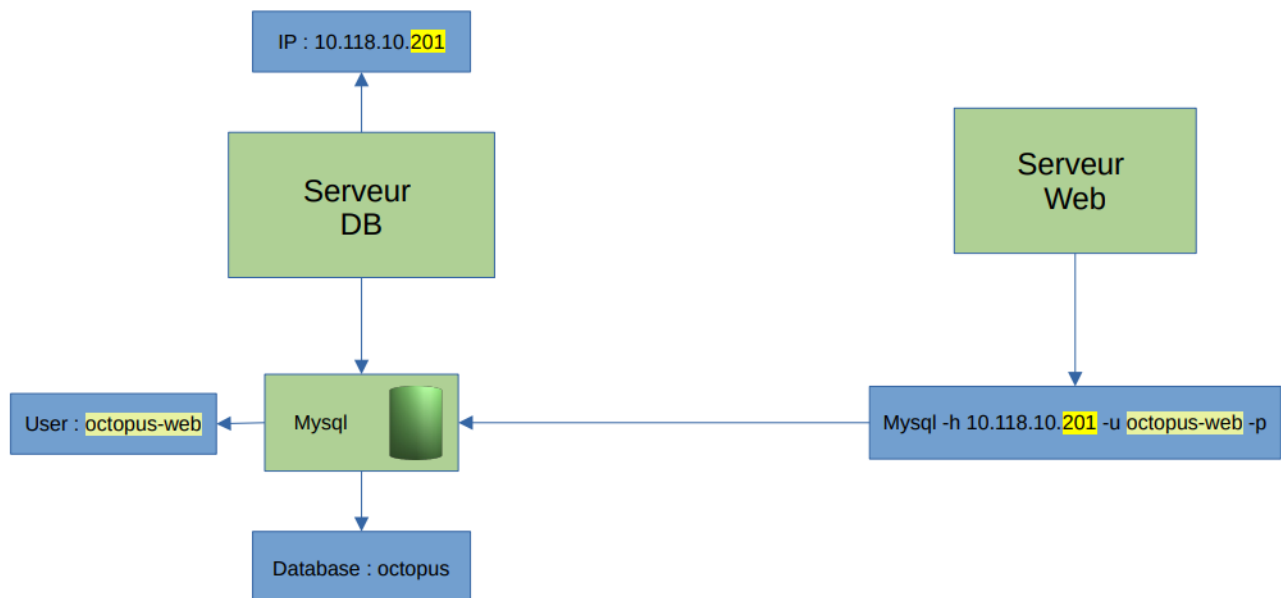 IP : 10.118.10.201
Serveur
DB
Serveur
Web
User : octopus-web
Mysql
Mysql -h 10.118.10.201 -u octopus-web -p
Database : octopus